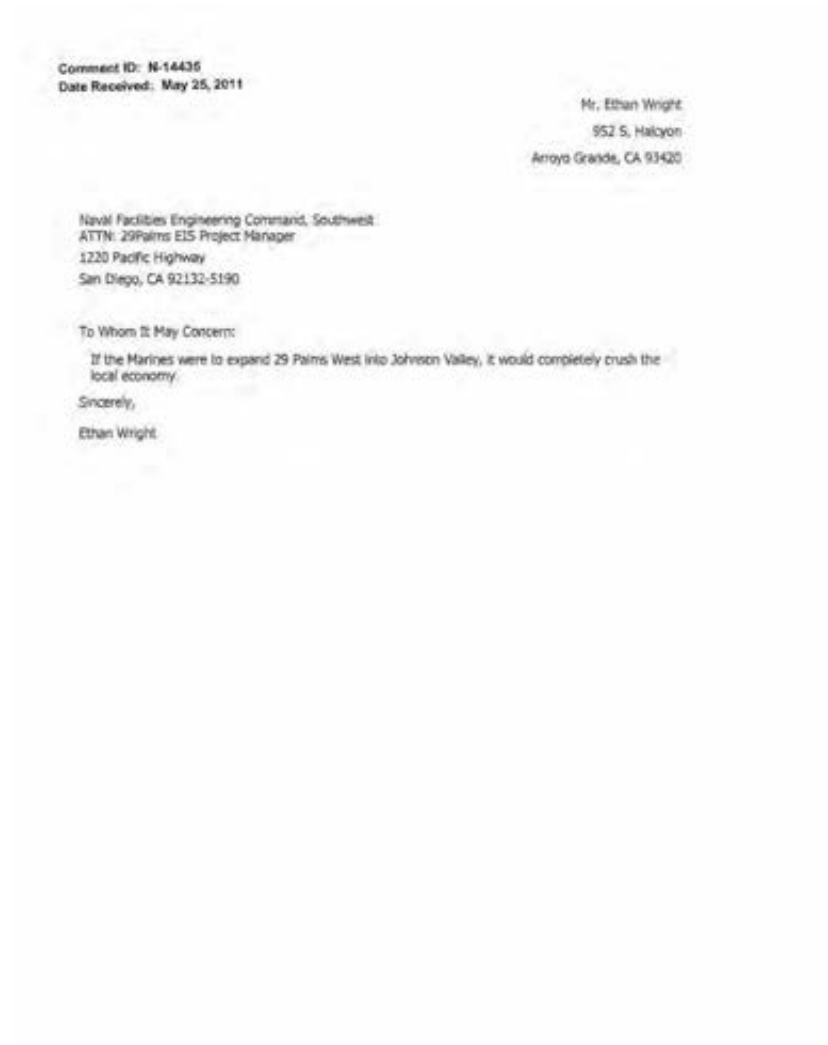 Comment ID: N-14435
Date Received: May 25, 2011
Mr. Ethan Wright
952 S. Halcyon
Arroyo Grande, CA 93420
Naval Facilities Engineering Command, Southwest
ATTN: 29Palms EIS Project Manager
1220 Pacific Highway
San Diego, CA 92132-5190
To Whom It May Concern:
If the Marines were to expand 29 Palms West into Johnson Valley, it would completely crush the
local economy.
Sincerely,
Ethan Wright